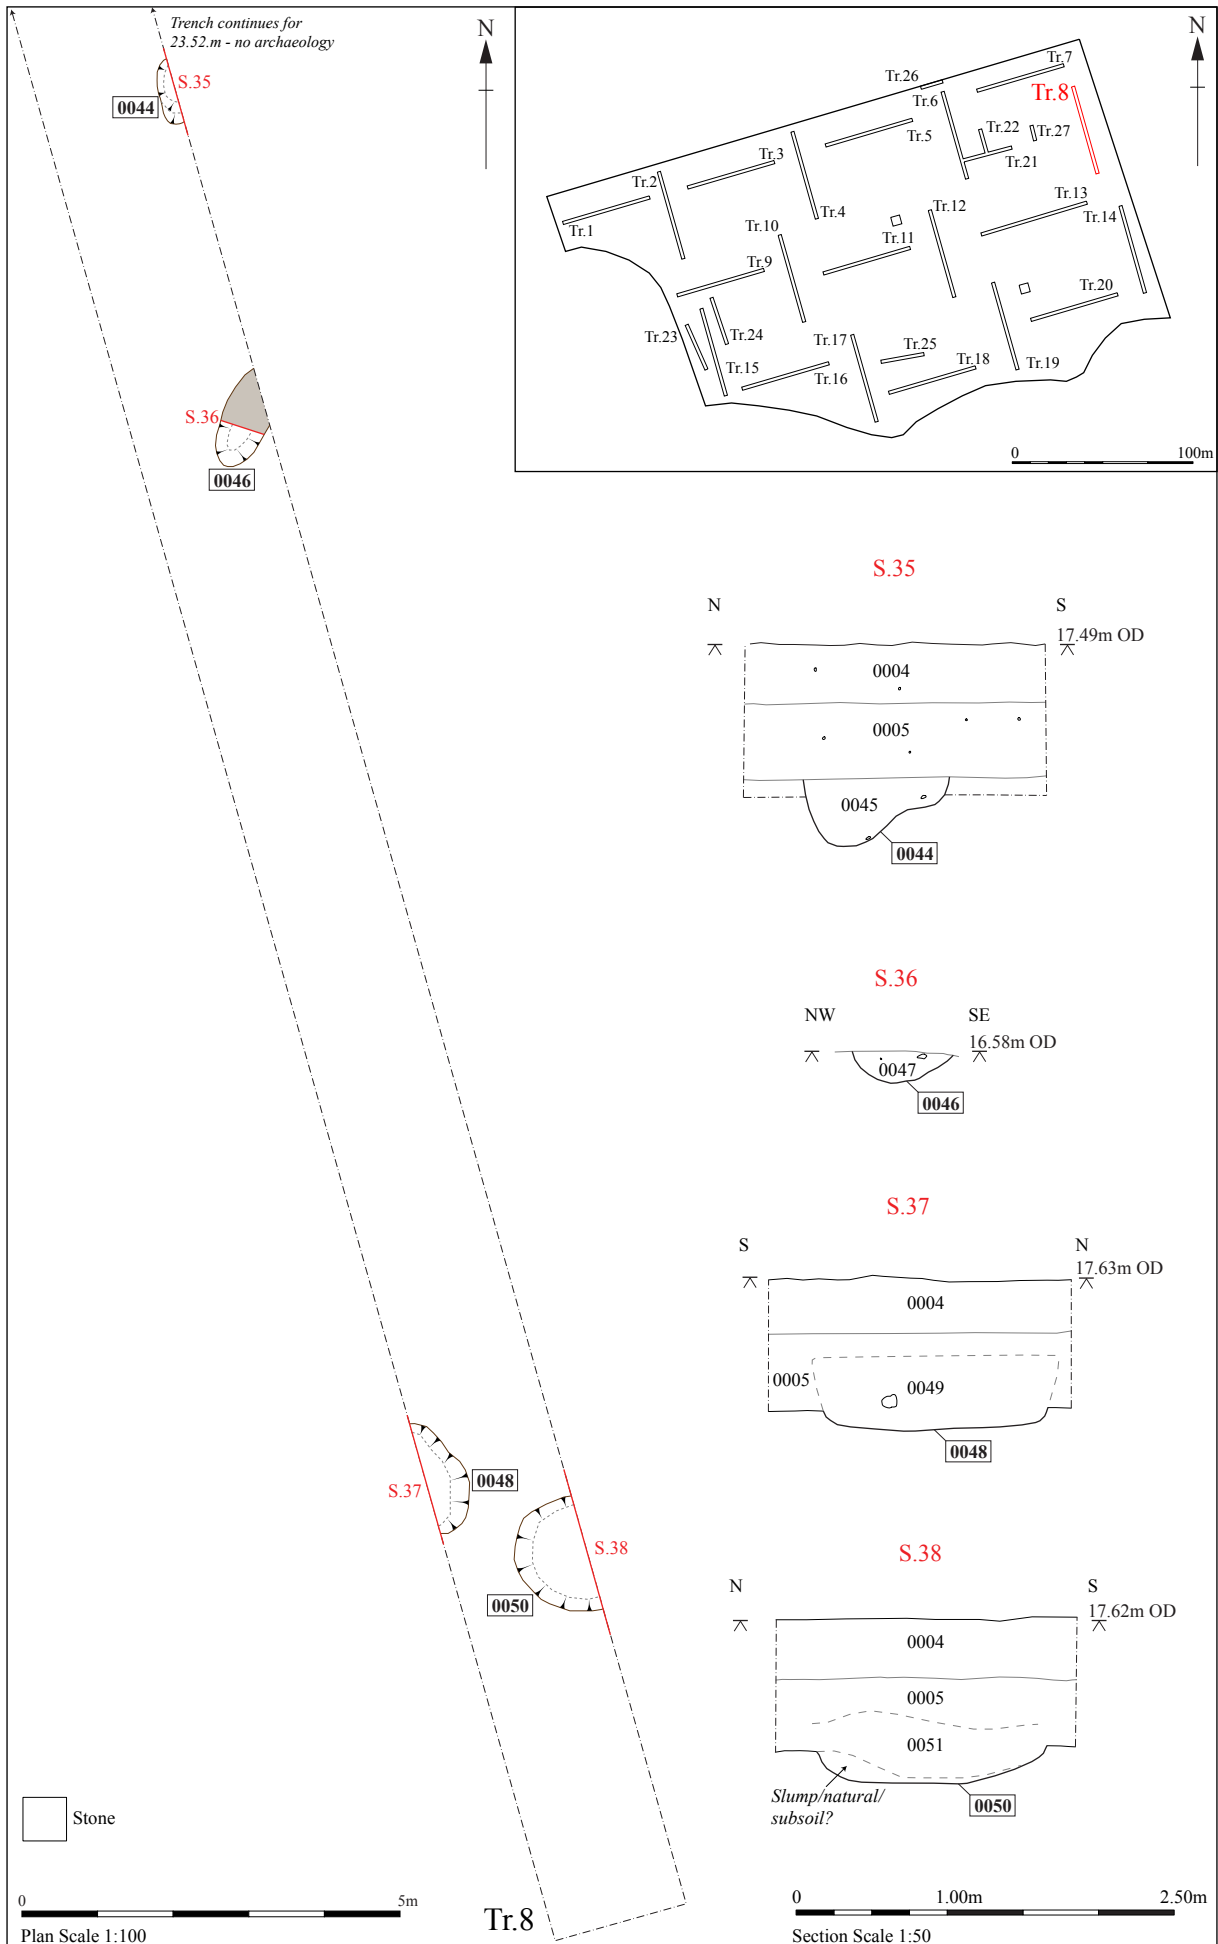 Trench continues for
23.52.m - no archaeology
N
S.35
0044
S.36
0046
S.37
0048
S.38
0050
Stone
0 5m
Plan Scale 1:100
Tr.8
N
Tr.26
Tr.7
Tr.6
Tr.8
Tr.22
Tr.27
Tr.5
Tr.21
Tr.3
Tr.2
Tr.4
Tr.1
Tr.13
Tr.12
Tr.14
Tr.10
Tr.11
Tr.9
Tr.20
Tr.23
Tr.24
Tr.17
Tr.25
Tr.15
Tr.16
Tr.18
Tr.19
0 100m
S.35
N S
17.49m OD
0004
0005
0045
0044
S.36
NW SE
16.58m OD
0047
0046
S.37
S N
17.63m OD
0004
0005
0049
0048
S.38
N S
17.62m OD
0004
0005
0051
Slump/natural/
subsoil?
0050
0 1.00m 2.50m
Section Scale 1:50